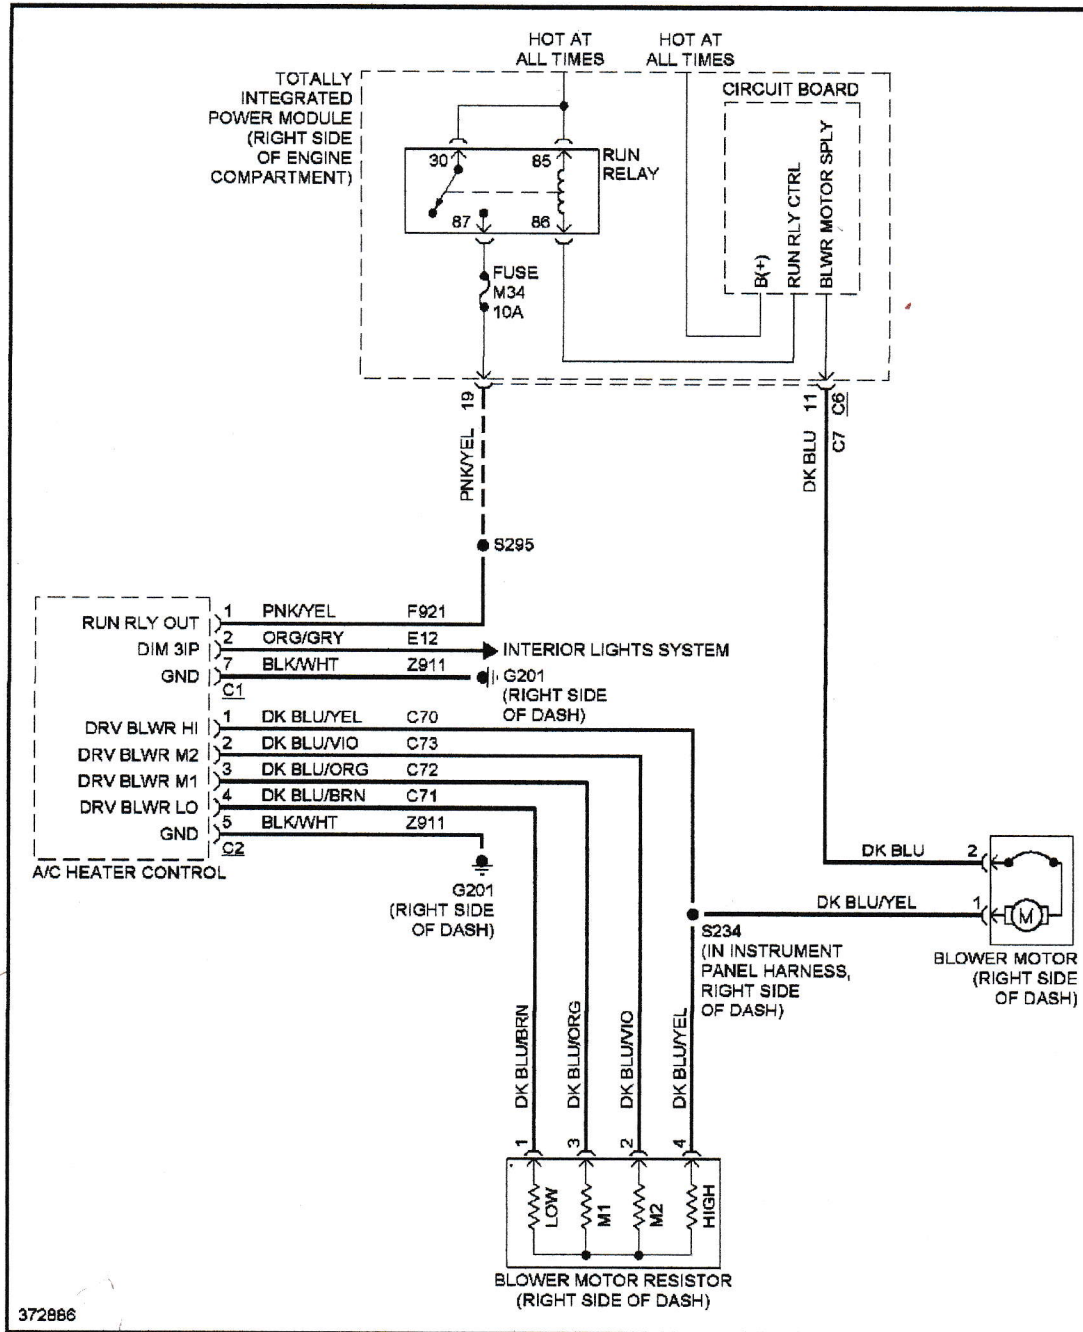 HOT AT
ALL TIMES
HOT AT
ALL TIMES
TOTALLY
INTEGRATED
POWER MODULE
(RIGHT SIDE
OF ENGINE
COMPARTMENT)
CIRCUIT BOARD
30
85
RUN
RELAY
87
86
B(+)
RUN RLY CTRL
BLWR MOTOR SPLY
FUSE
M34
10A
19
11
C6
PNK/YEL
DK BLU
C7
S295
RUN RLY OUT
1
PNK/YEL
F921
DIM 3IP
2
ORG/GRY
E12
INTERIOR LIGHTS SYSTEM
GND
7
BLK/WHT
Z911
G201
(RIGHT SIDE
OF DASH)
C1
DRV BLWR HI
1
DK BLU/YEL
C70
DRV BLWR M2
2
DK BLU/VIO
C73
DRV BLWR M1
3
DK BLU/ORG
C72
DRV BLWR LO
4
DK BLU/BRN
C71
GND
5
BLK/WHT
Z911
C2
A/C HEATER CONTROL
G201
(RIGHT SIDE
OF DASH)
DK BLU
2
DK BLU/YEL
1
M
S234
(IN INSTRUMENT
PANEL HARNESS,
RIGHT SIDE
OF DASH)
BLOWER MOTOR
(RIGHT SIDE
OF DASH)
DK BLU/BRN
DK BLU/ORG
DK BLU/VIO
DK BLU/YEL
1
3
2
4
LOW
M1
M2
HIGH
BLOWER MOTOR RESISTOR
(RIGHT SIDE OF DASH)
372886